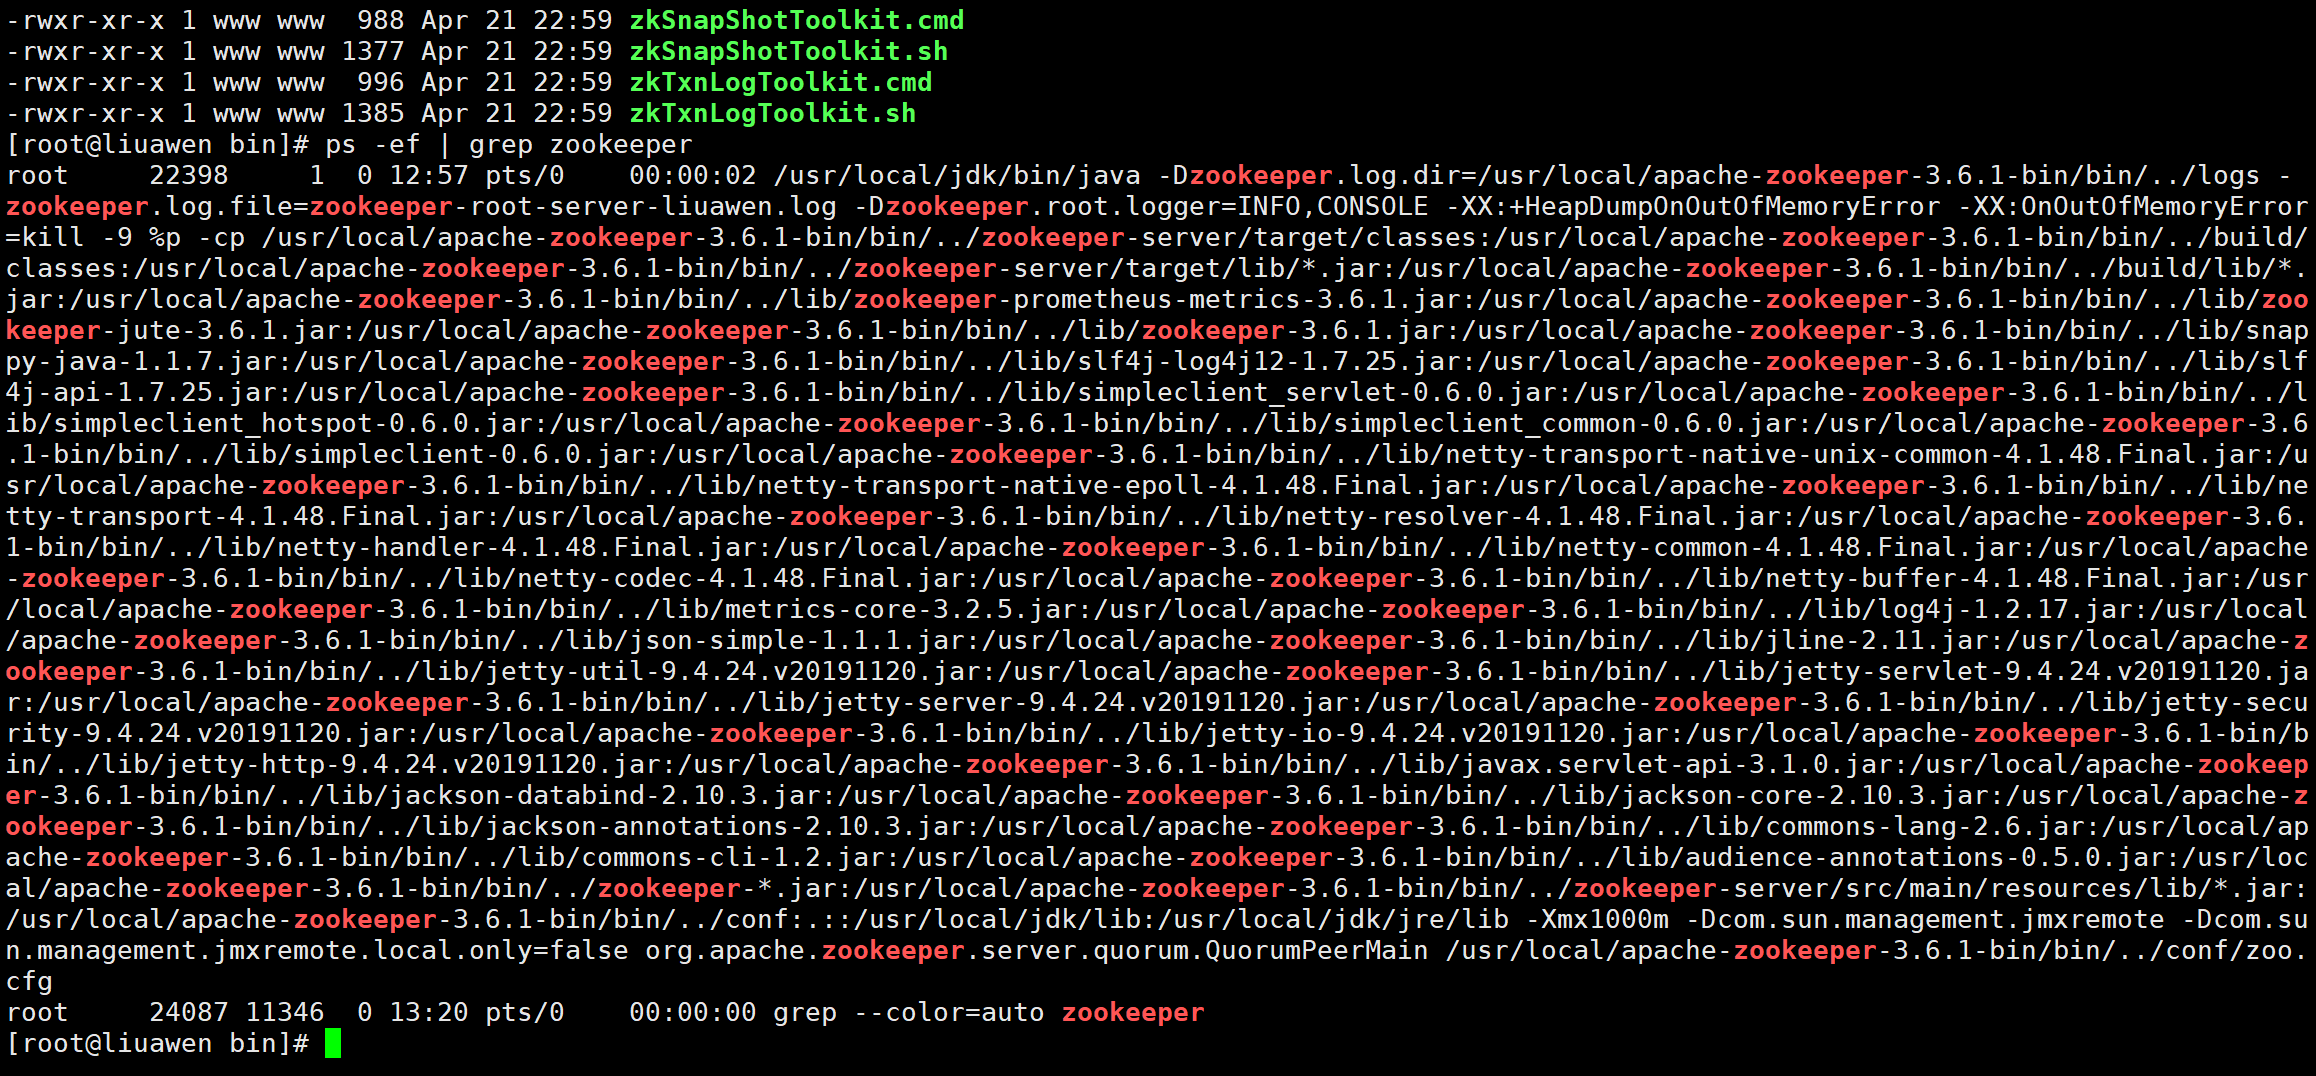 -rwxr-xr-x 1 www www  988 Apr 21 22:59 zkSnapShotToolkit.cmd
-rwxr-xr-x 1 www www 1377 Apr 21 22:59 zkSnapShotToolkit.sh
-rwxr-xr-x 1 www www  996 Apr 21 22:59 zkTxnLogToolkit.cmd
-rwxr-xr-x 1 www www 1385 Apr 21 22:59 zkTxnLogToolkit.sh
[root@liuawen bin]# ps -ef | grep zookeeper
root     22398     1  0 12:57 pts/0    00:00:02 /usr/local/jdk/bin/java -Dzookeeper.log.dir=/usr/local/apache-zookeeper-3.6.1-bin/bin/../logs -
zookeeper.log.file=zookeeper-root-server-liuawen.log -Dzookeeper.root.logger=INFO,CONSOLE -XX:+HeapDumpOnOutOfMemoryError -XX:OnOutOfMemoryError
=kill -9 %p -cp /usr/local/apache-zookeeper-3.6.1-bin/bin/../zookeeper-server/target/classes:/usr/local/apache-zookeeper-3.6.1-bin/bin/../build/
classes:/usr/local/apache-zookeeper-3.6.1-bin/bin/../zookeeper-server/target/lib/*.jar:/usr/local/apache-zookeeper-3.6.1-bin/bin/../build/lib/*.
jar:/usr/local/apache-zookeeper-3.6.1-bin/bin/../lib/zookeeper-prometheus-metrics-3.6.1.jar:/usr/local/apache-zookeeper-3.6.1-bin/bin/../lib/zoo
keeper-jute-3.6.1.jar:/usr/local/apache-zookeeper-3.6.1-bin/bin/../lib/zookeeper-3.6.1.jar:/usr/local/apache-zookeeper-3.6.1-bin/bin/../lib/snap
py-java-1.1.7.jar:/usr/local/apache-zookeeper-3.6.1-bin/bin/../lib/slf4j-log4j12-1.7.25.jar:/usr/local/apache-zookeeper-3.6.1-bin/bin/../lib/slf
4j-api-1.7.25.jar:/usr/local/apache-zookeeper-3.6.1-bin/bin/../lib/simpleclient_servlet-0.6.0.jar:/usr/local/apache-zookeeper-3.6.1-bin/bin/../l
ib/simpleclient_hotspot-0.6.0.jar:/usr/local/apache-zookeeper-3.6.1-bin/bin/../lib/simpleclient_common-0.6.0.jar:/usr/local/apache-zookeeper-3.6
.1-bin/bin/../lib/simpleclient-0.6.0.jar:/usr/local/apache-zookeeper-3.6.1-bin/bin/../lib/netty-transport-native-unix-common-4.1.48.Final.jar:/u
sr/local/apache-zookeeper-3.6.1-bin/bin/../lib/netty-transport-native-epoll-4.1.48.Final.jar:/usr/local/apache-zookeeper-3.6.1-bin/bin/../lib/ne
tty-transport-4.1.48.Final.jar:/usr/local/apache-zookeeper-3.6.1-bin/bin/../lib/netty-resolver-4.1.48.Final.jar:/usr/local/apache-zookeeper-3.6.
1-bin/bin/../lib/netty-handler-4.1.48.Final.jar:/usr/local/apache-zookeeper-3.6.1-bin/bin/../lib/netty-common-4.1.48.Final.jar:/usr/local/apache
-zookeeper-3.6.1-bin/bin/../lib/netty-codec-4.1.48.Final.jar:/usr/local/apache-zookeeper-3.6.1-bin/bin/../lib/netty-buffer-4.1.48.Final.jar:/usr
/local/apache-zookeeper-3.6.1-bin/bin/../lib/metrics-core-3.2.5.jar:/usr/local/apache-zookeeper-3.6.1-bin/bin/../lib/log4j-1.2.17.jar:/usr/local
/apache-zookeeper-3.6.1-bin/bin/../lib/json-simple-1.1.1.jar:/usr/local/apache-zookeeper-3.6.1-bin/bin/../lib/jline-2.11.jar:/usr/local/apache-z
ookeeper-3.6.1-bin/bin/../lib/jetty-util-9.4.24.v20191120.jar:/usr/local/apache-zookeeper-3.6.1-bin/bin/../lib/jetty-servlet-9.4.24.v20191120.ja
r:/usr/local/apache-zookeeper-3.6.1-bin/bin/../lib/jetty-server-9.4.24.v20191120.jar:/usr/local/apache-zookeeper-3.6.1-bin/bin/../lib/jetty-secu
rity-9.4.24.v20191120.jar:/usr/local/apache-zookeeper-3.6.1-bin/bin/../lib/jetty-io-9.4.24.v20191120.jar:/usr/local/apache-zookeeper-3.6.1-bin/b
in/../lib/jetty-http-9.4.24.v20191120.jar:/usr/local/apache-zookeeper-3.6.1-bin/bin/../lib/javax.servlet-api-3.1.0.jar:/usr/local/apache-zookeep
er-3.6.1-bin/bin/../lib/jackson-databind-2.10.3.jar:/usr/local/apache-zookeeper-3.6.1-bin/bin/../lib/jackson-core-2.10.3.jar:/usr/local/apache-z
ookeeper-3.6.1-bin/bin/../lib/jackson-annotations-2.10.3.jar:/usr/local/apache-zookeeper-3.6.1-bin/bin/../lib/commons-lang-2.6.jar:/usr/local/ap
ache-zookeeper-3.6.1-bin/bin/../lib/commons-cli-1.2.jar:/usr/local/apache-zookeeper-3.6.1-bin/bin/../lib/audience-annotations-0.5.0.jar:/usr/loc
al/apache-zookeeper-3.6.1-bin/bin/../zookeeper-*.jar:/usr/local/apache-zookeeper-3.6.1-bin/bin/../zookeeper-server/src/main/resources/lib/*.jar:
/usr/local/apache-zookeeper-3.6.1-bin/bin/../conf:.::/usr/local/jdk/lib:/usr/local/jdk/jre/lib -Xmx1000m -Dcom.sun.management.jmxremote -Dcom.su
n.management.jmxremote.local.only=false org.apache.zookeeper.server.quorum.QuorumPeerMain /usr/local/apache-zookeeper-3.6.1-bin/bin/../conf/zoo.
cfg
root     24087 11346  0 13:20 pts/0    00:00:00 grep --color=auto zookeeper
[root@liuawen bin]#